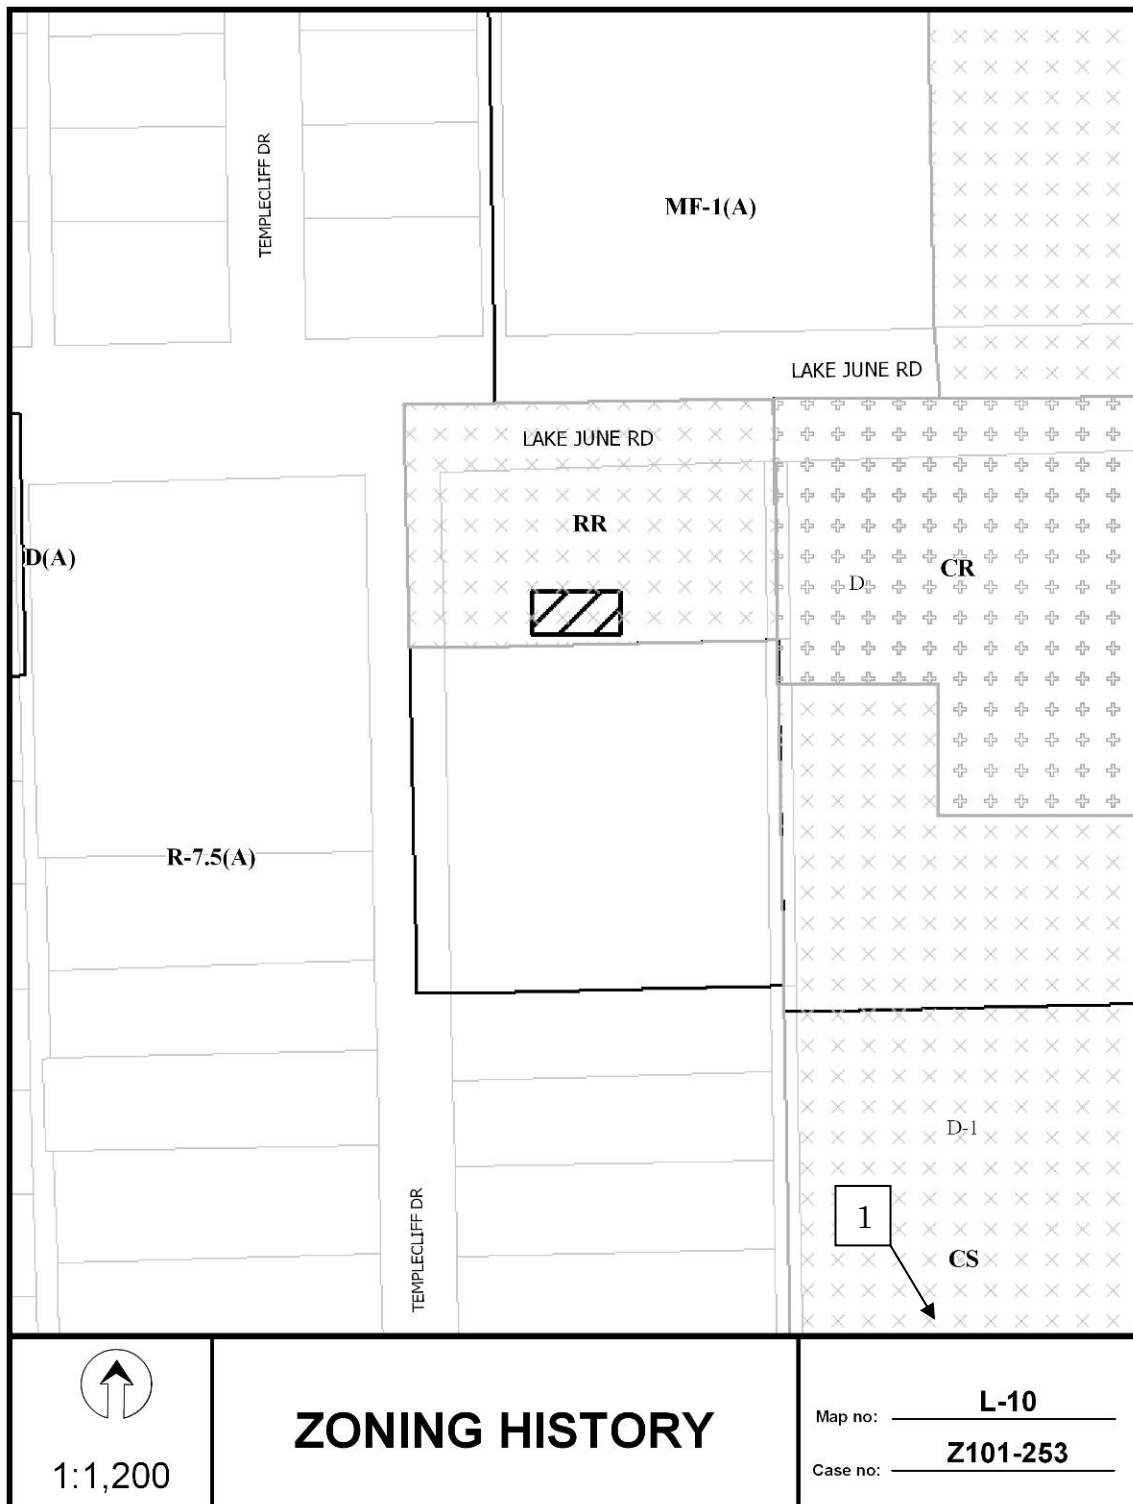 TEMPLECLIFF DR
MF-1(A)
LAKE JUNE RD
LAKE JUNE RD
RR
D(A)
CR
D
R-7.5(A)
D-1
1
TEMPLECLIFF DR
CS
1:1,200
ZONING HISTORY
Map no: L-10
Case no: Z101-253